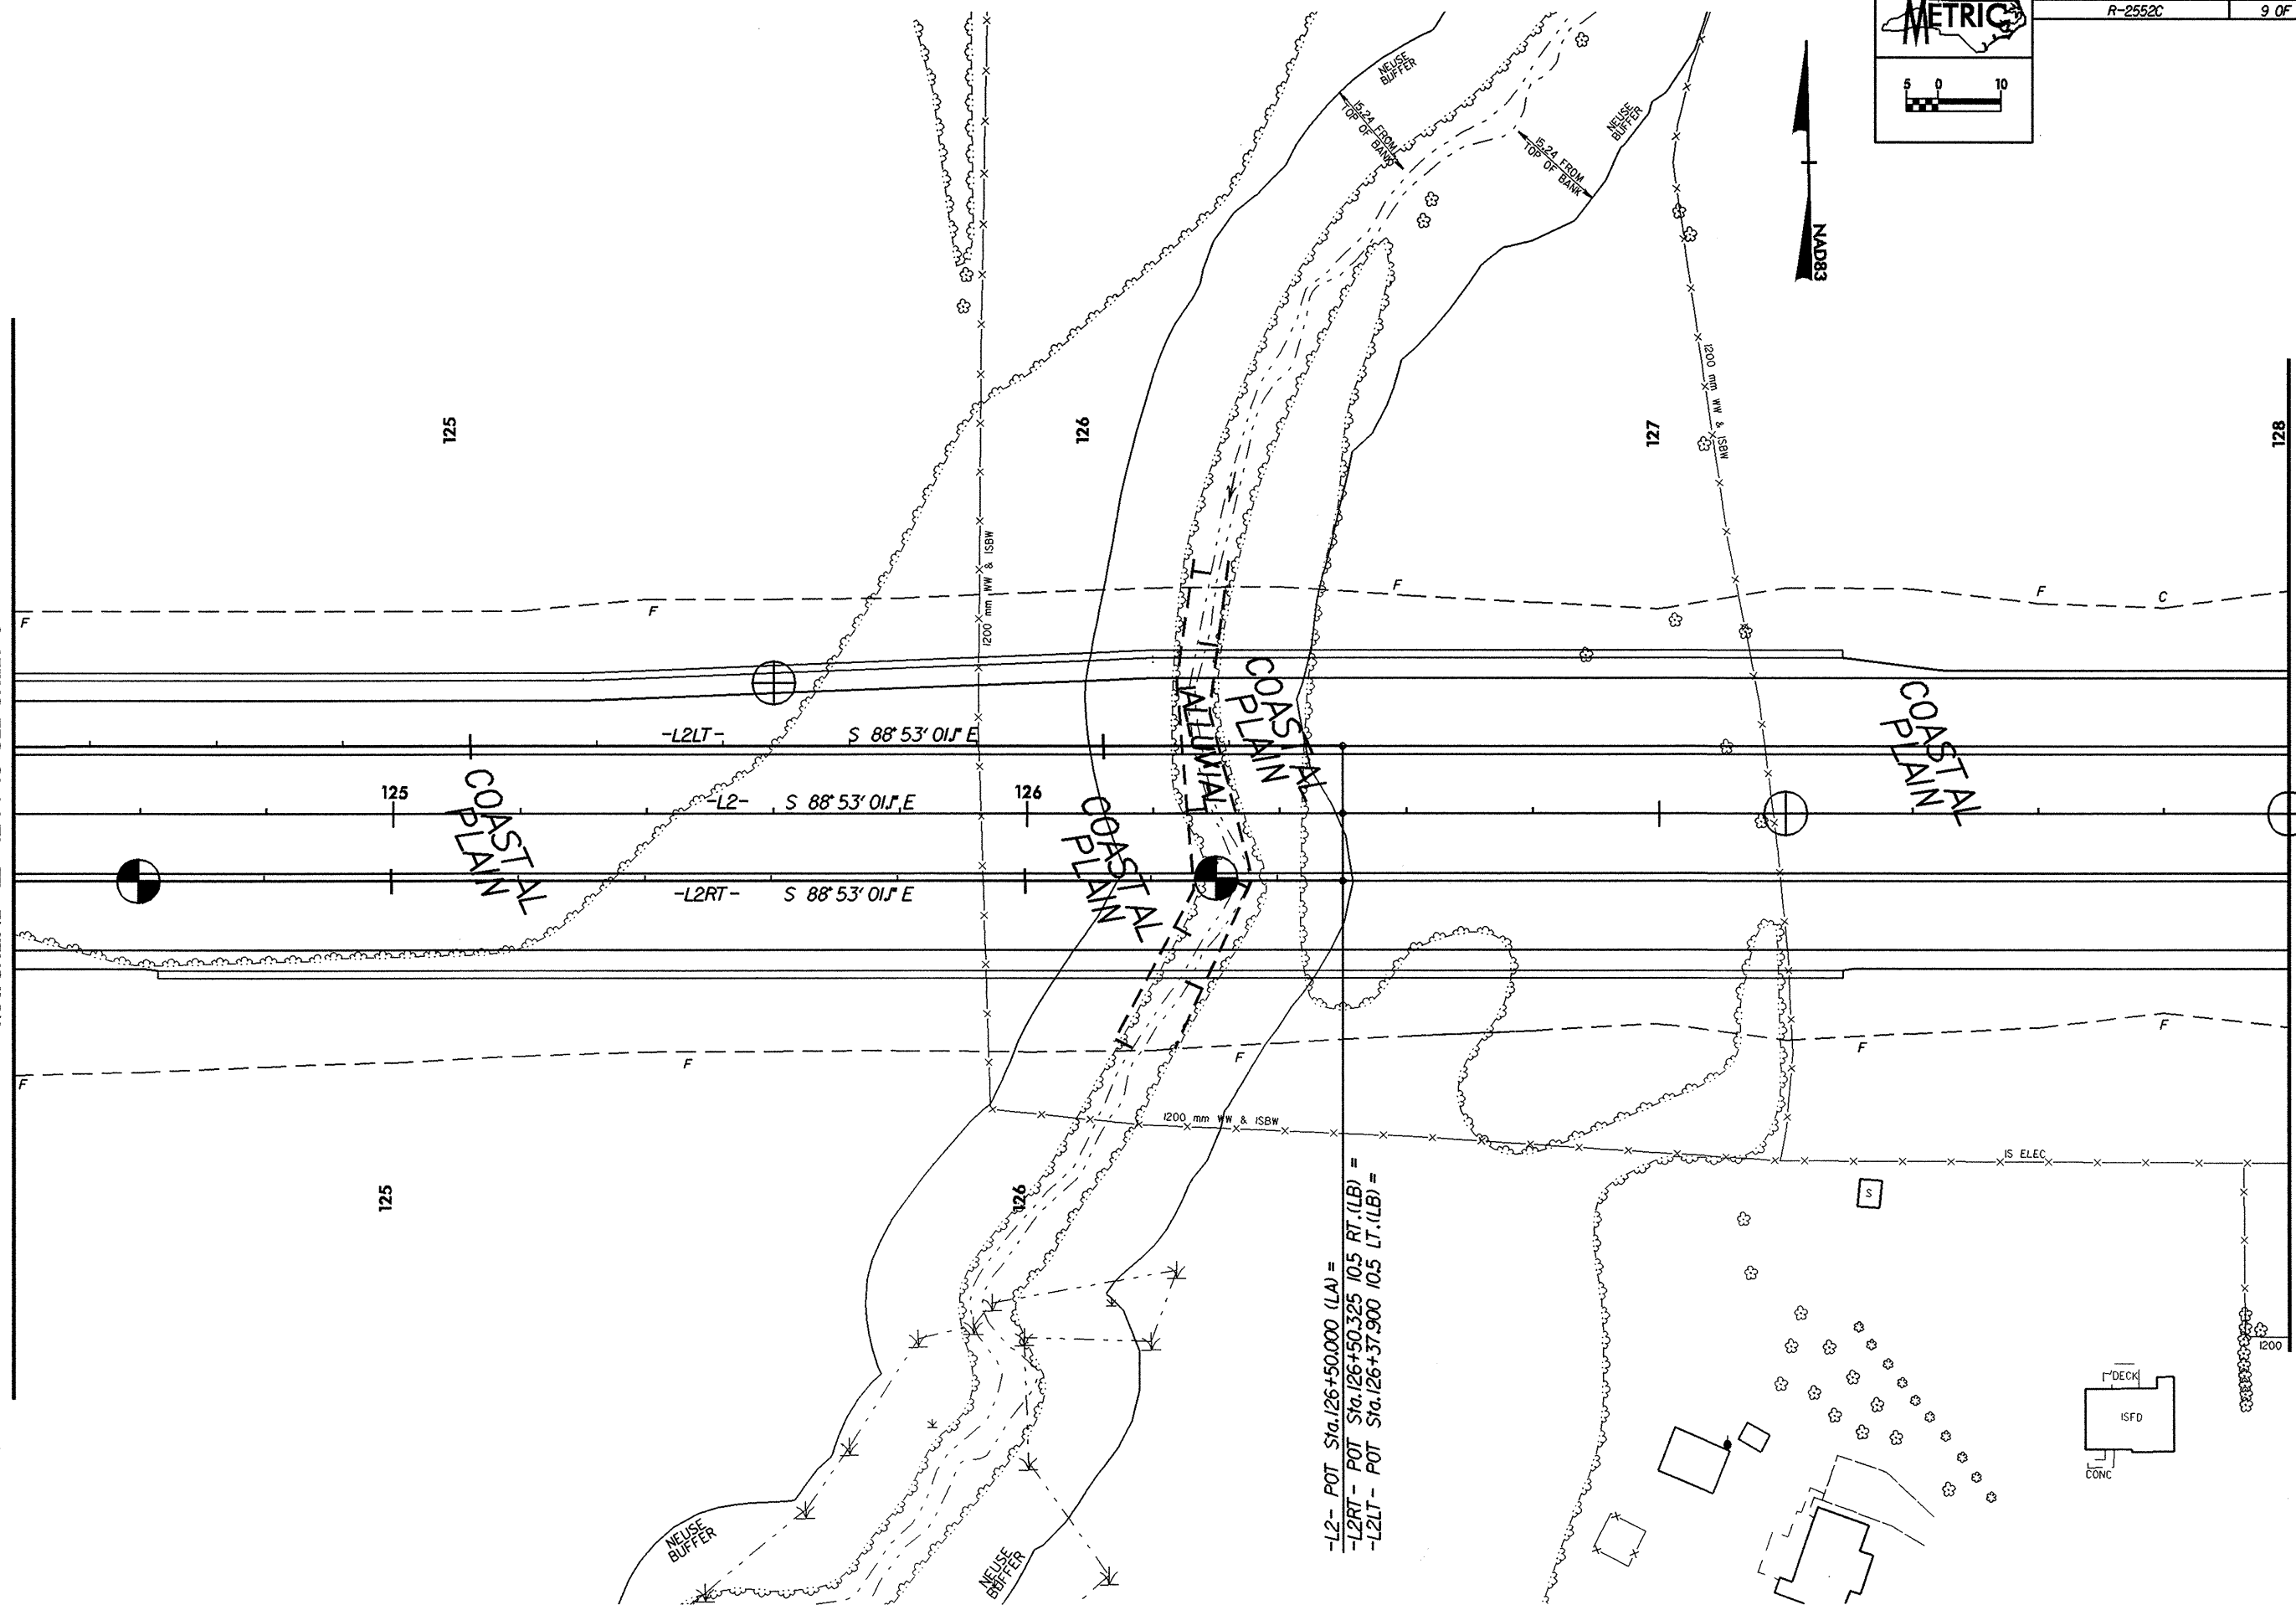 METRIC
R-2552C
9 OF
5 0 10
NAD83
NEUSE
BUFFER
15.24 FROM
TOP OF BANK
15.24 FROM
TOP OF BANK
NEUSE
BUFFER
125
126
127
128
1200 mm WW & ISBW
1200 mm WW & ISBW
F
F
F
F
F
C
COASTAL
PLAIN
ALLUVIAL
COASTAL
PLAIN
-L2LT-
S 88° 53' 01.1" E
125
-L2-
S 88° 53' 01.1" E
126
COASTAL
PLAIN
COASTAL
PLAIN
-L2RT-
S 88° 53' 01.1" E
F
F
F
F
F
1200 mm WW & ISBW
IS ELEC
S
125
126
-L2- POT Sta.126+50.000 (LA) =
-L2RT- POT Sta.126+50.325 10.5 RT.(LB) =
-L2LT- POT Sta.126+37.900 10.5 LT.(LB) =
1200
DECK
ISFD
CONC
NEUSE
BUFFER
NEUSE
BUFFER